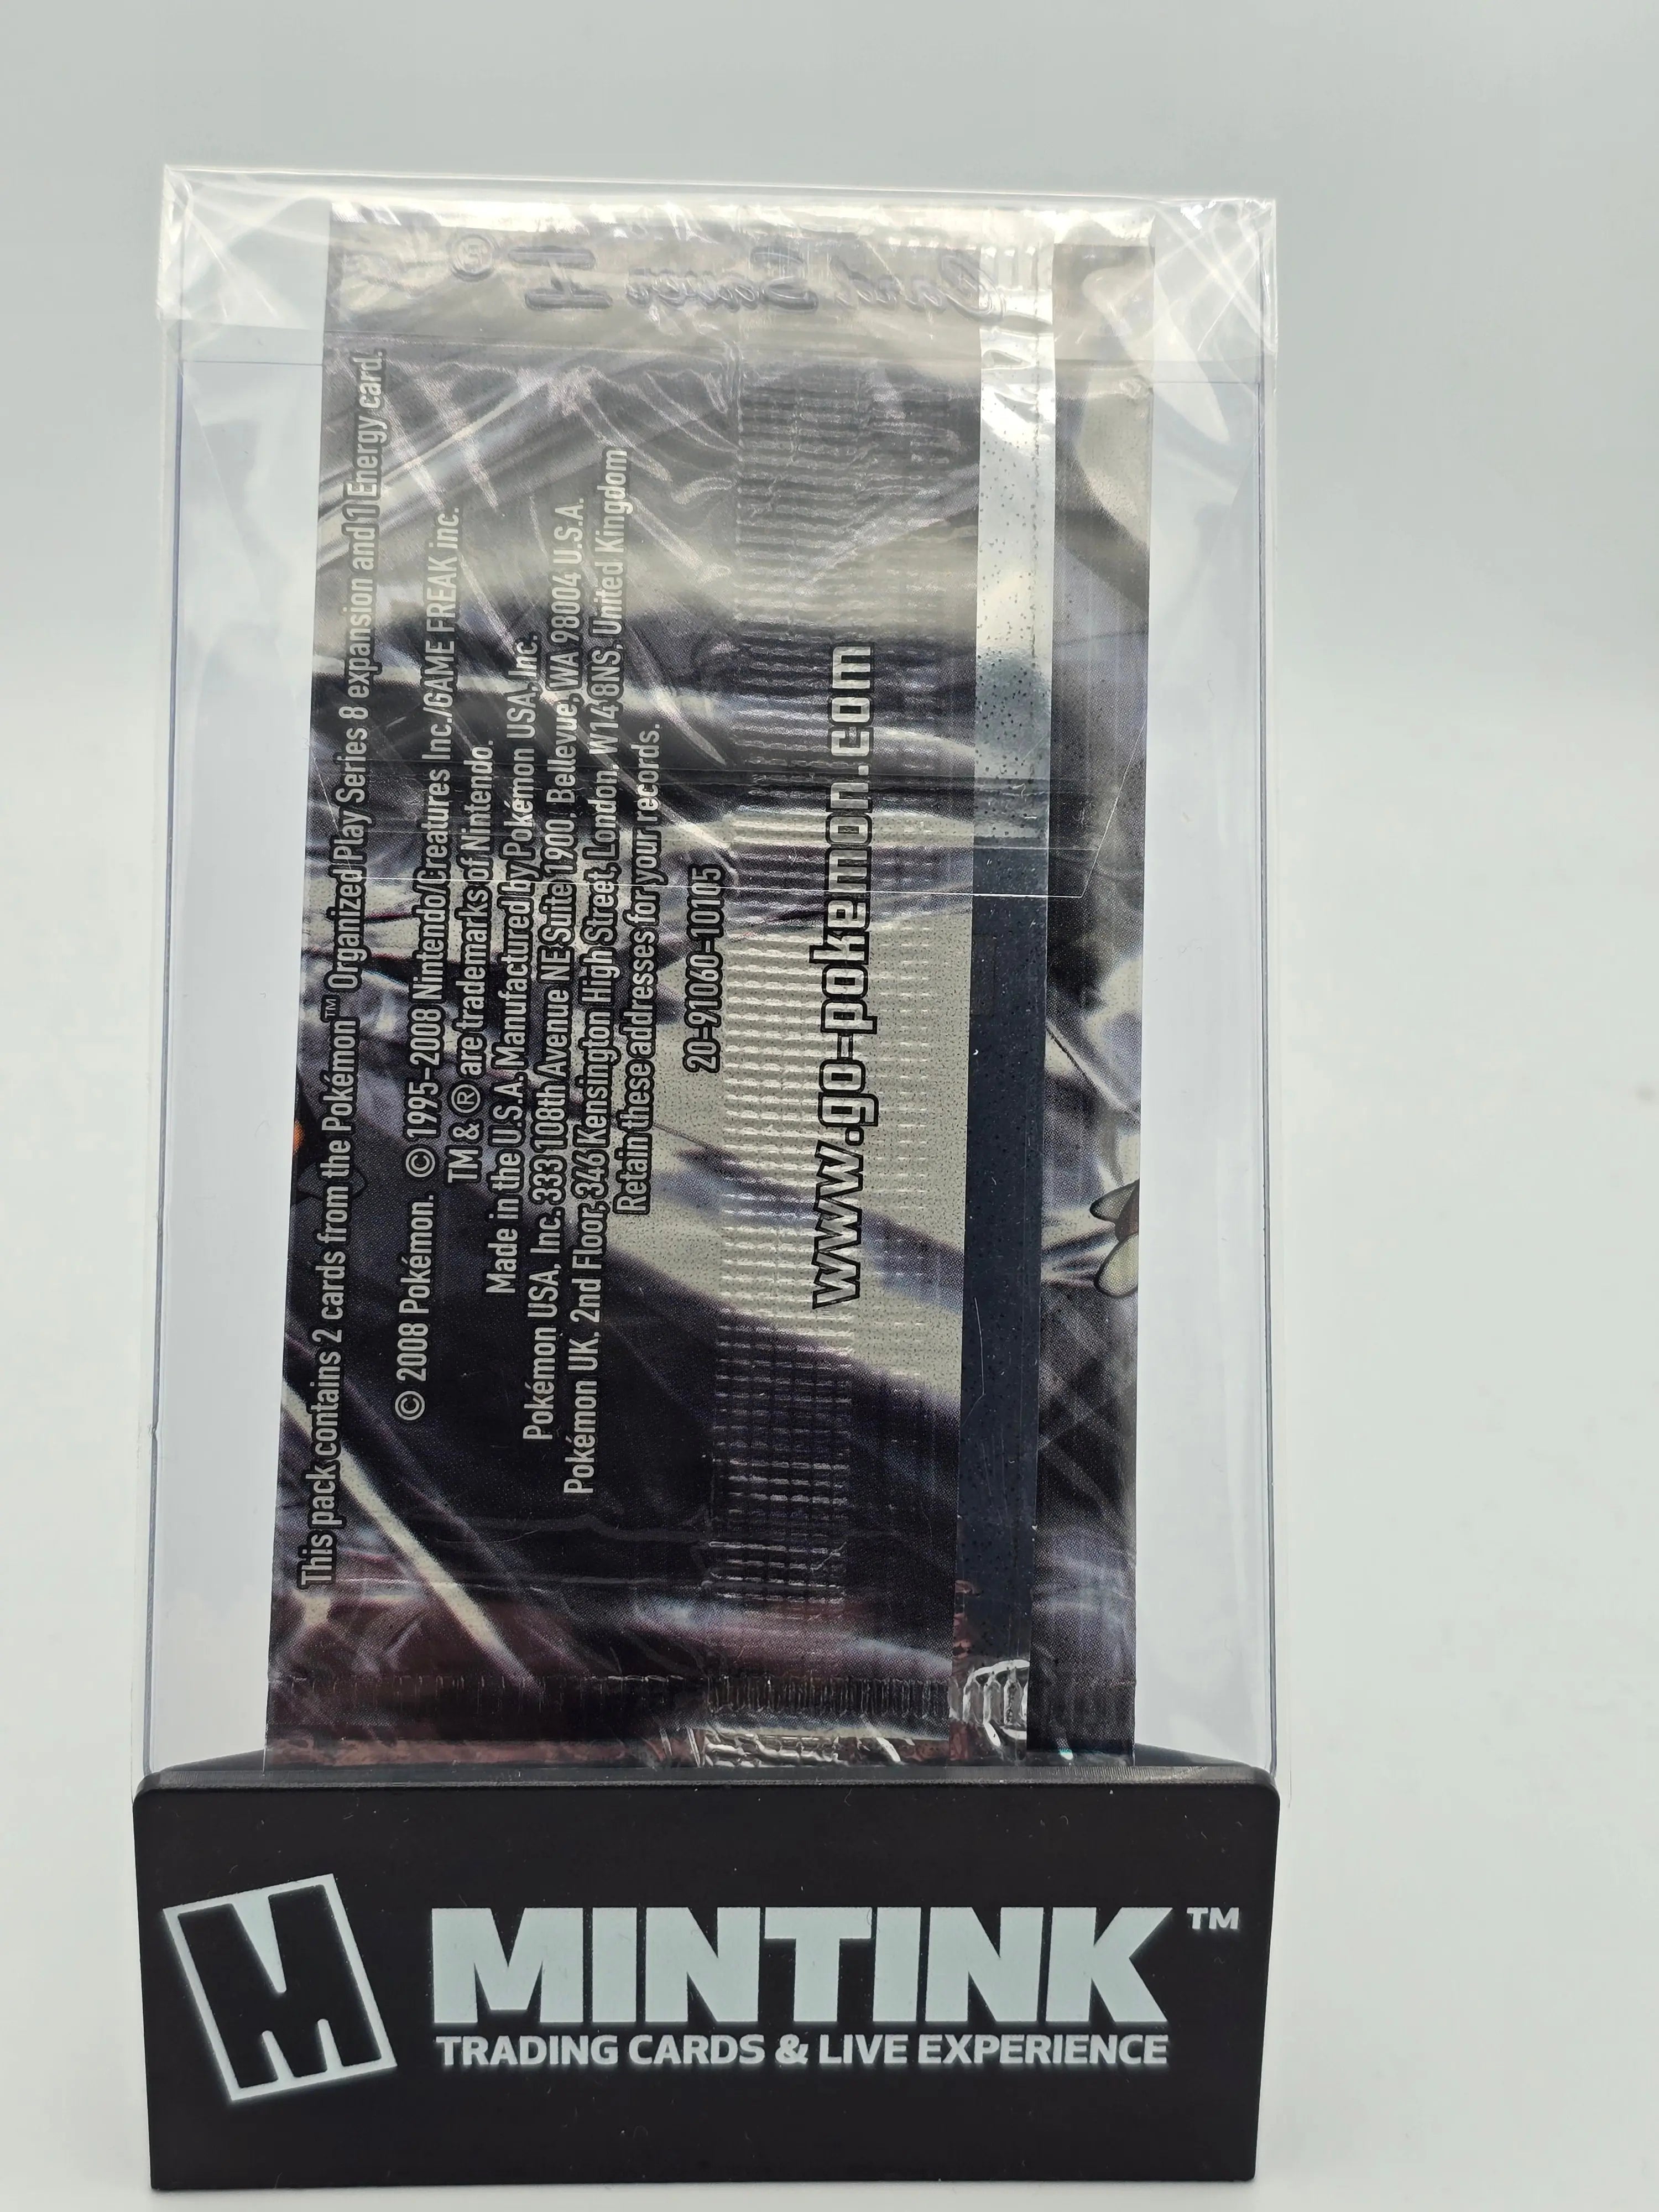 This pack contains 2 cards from the Pokémon™ Organized Play Series 8 expansion and 1 Energy card.
© 2008 Pokémon. © 1995-2008 Nintendo/Creatures Inc./GAME FREAK inc.
TM & ® are trademarks of Nintendo.
Made in the U.S.A. Manufactured by Pokémon USA, Inc.
Pokémon USA, Inc. 333 108th Avenue NE Suite 1900, Bellevue, WA 98004 U.S.A.
Pokémon UK, 2nd Floor, 346 Kensington High Street, London, W14 8NS, United Kingdom
Retain these addresses for your records.
20-91060-10105
www.go-pokemon.com
M MINTINK™
TRADING CARDS & LIVE EXPERIENCE